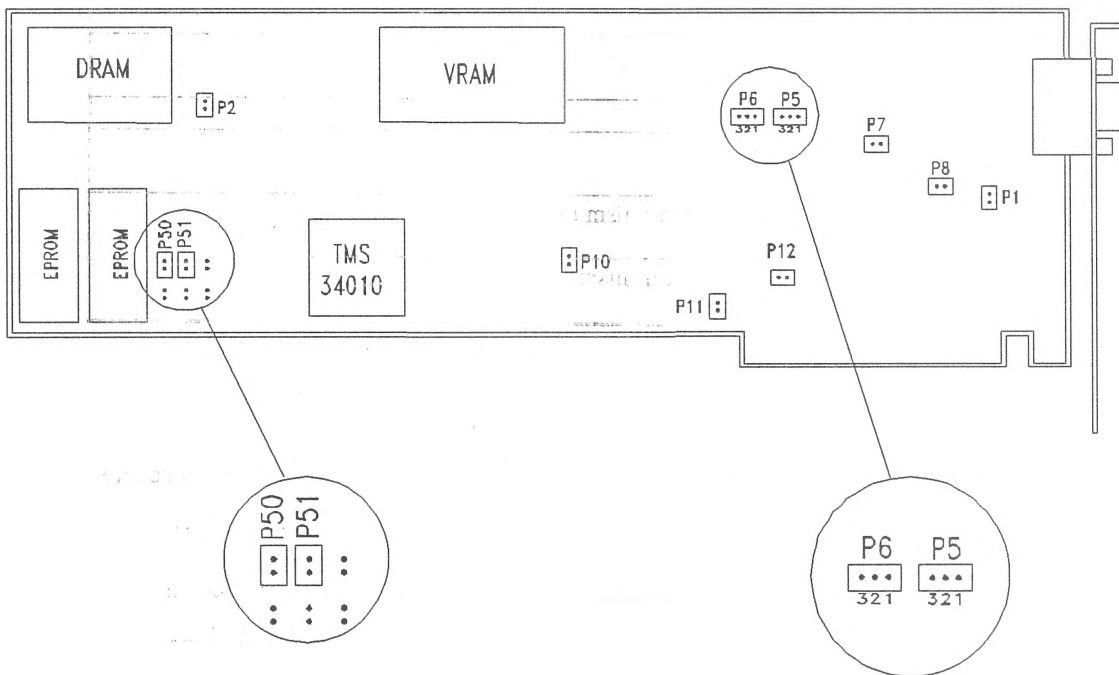 DRAM
VRAM
P2
P6 P5
321 321
P7
P8
P1
EPROM
EPROM
P50
P51
TMS
34010
P10
P12
P11
P50
P51
P6 P5
321 321